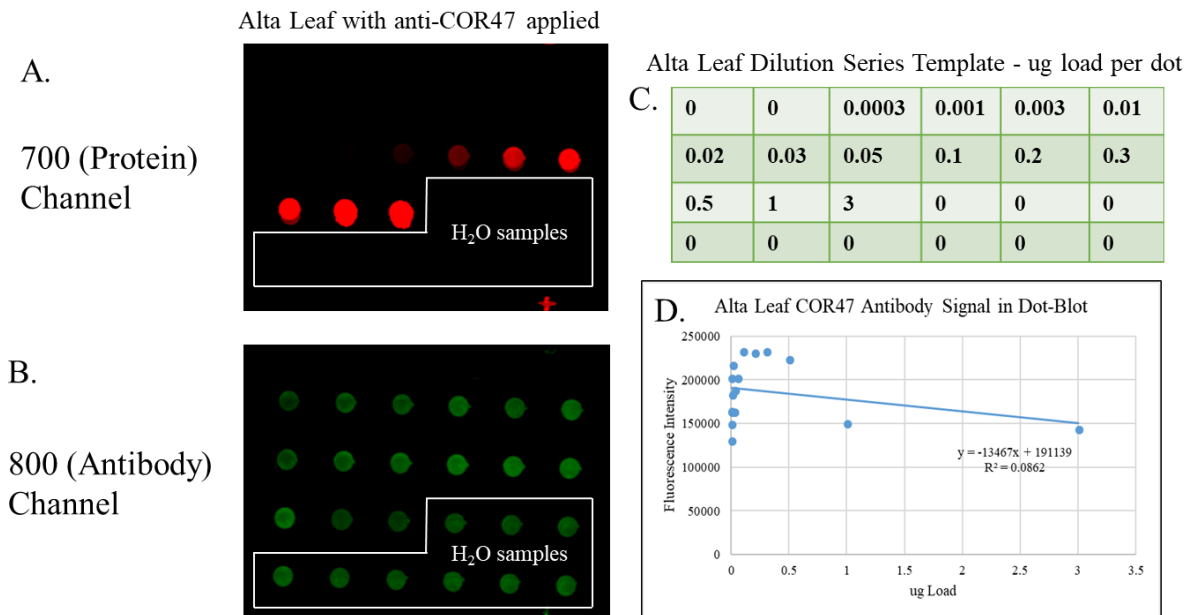 Alta Leaf with anti-COR47 applied
A.
700 (Protein)
Channel
H₂O samples
B.
800 (Antibody)
Channel
H₂O samples
Alta Leaf Dilution Series Template - ug load per dot
C.
0 0 0.0003 0.001 0.003 0.01
0.02 0.03 0.05 0.1 0.2 0.3
0.5 1 3 0 0 0
0 0 0 0 0 0
D.
Alta Leaf COR47 Antibody Signal in Dot-Blot
Fluorescence Intensity
250000
200000
150000
100000
50000
0
y = -13467x + 191139
R² = 0.0862
0 0.5 1 1.5 2 2.5 3 3.5
ug Load